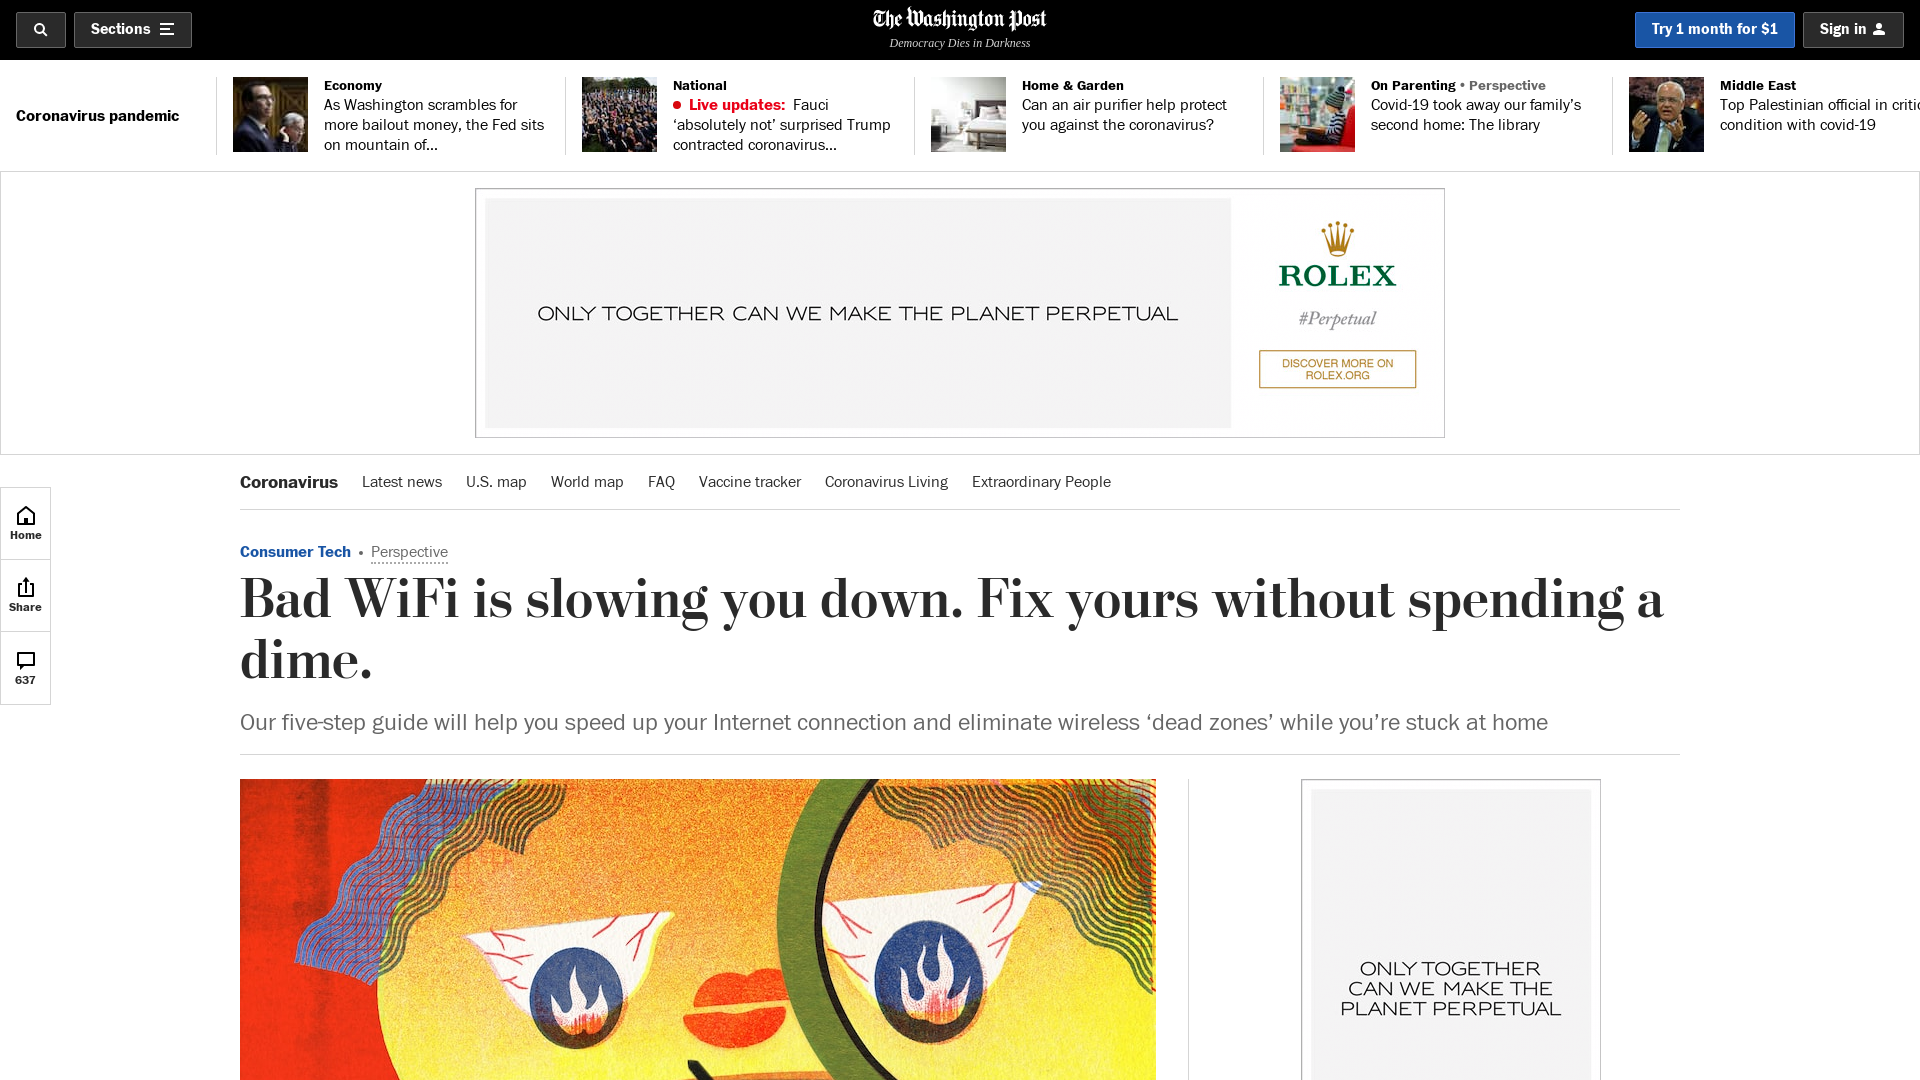 Sections
The Washington Post
Democracy Dies in Darkness
Try 1 month for $1
Sign in
Coronavirus pandemic
Economy
As Washington scrambles for
more bailout money, the Fed sits
on mountain of...
National
Live updates: Fauci
‘absolutely not’ surprised Trump
contracted coronavirus...
Home & Garden
Can an air purifier help protect
you against the coronavirus?
On Parenting • Perspective
Covid-19 took away our family’s
second home: The library
Middle East
Top Palestinian official in
condition with covid-19
ONLY TOGETHER CAN WE MAKE THE PLANET PERPETUAL
ROLEX
#Perpetual
DISCOVER MORE ON
ROLEX.ORG
Coronavirus
Latest news
U.S. map
World map
FAQ
Vaccine tracker
Coronavirus Living
Extraordinary People
Home
Share
637
Consumer Tech • Perspective
Bad WiFi is slowing you down. Fix yours without spending a
dime.
Our five-step guide will help you speed up your Internet connection and eliminate wireless ‘dead zones’ while you’re stuck at home
ONLY TOGETHER
CAN WE MAKE THE
PLANET PERPETUAL